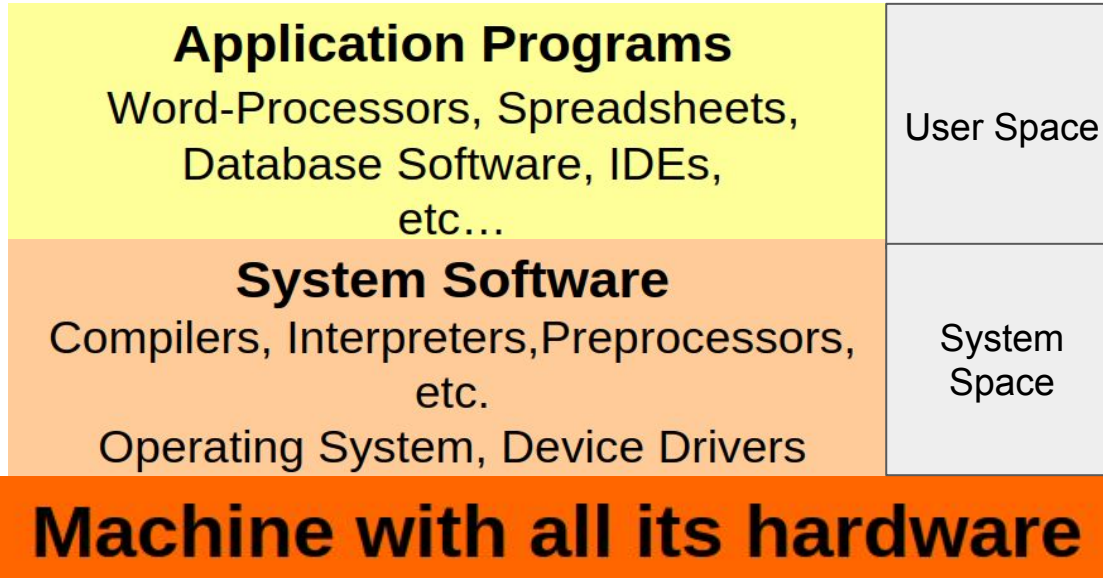 Application Programs
Word-Processors, Spreadsheets,
Database Software, IDEs,
etc…
User Space
System Software
Compilers, Interpreters,Preprocessors,
etc.
Operating System, Device Drivers
System
Space
Machine with all its hardware